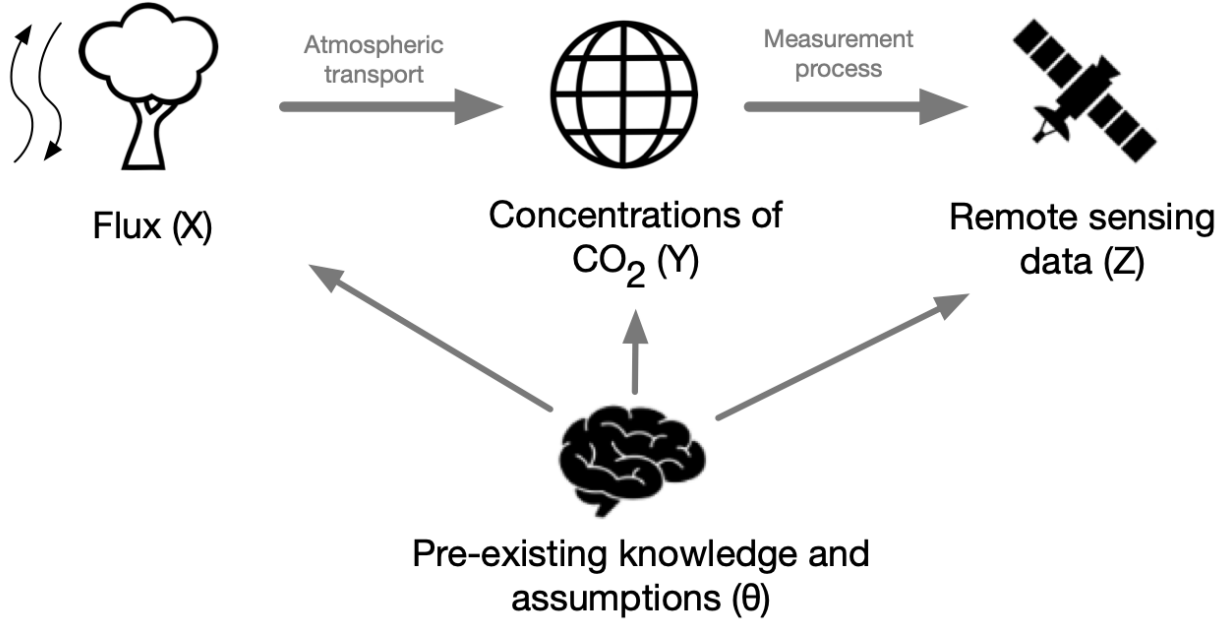 Atmospheric
transport
Measurement
process
Flux (X)
Concentrations of
CO₂ (Y)
Remote sensing
data (Z)
Pre-existing knowledge and
assumptions (θ)